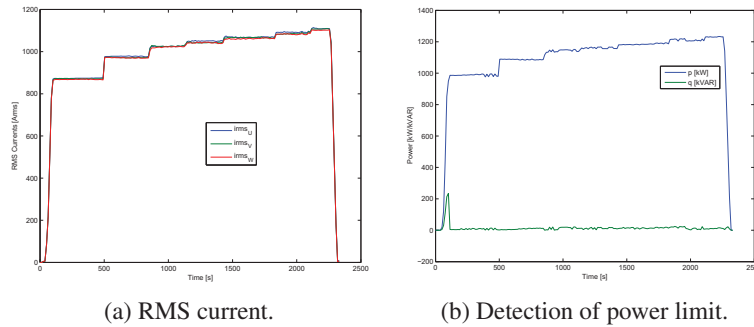 1200
1000
800
600
400
200
0
RMS Currents [Arms]
irms_U
irms_V
irms_W
0 500 1000 1500 2000 2500
Time [s]
(a) RMS current.
1400
1200
1000
800
600
400
200
0
−200
Power [kW/kVAR]
p [kW]
q [kVAR]
0 500 1000 1500 2000 2500
Time [s]
(b) Detection of power limit.